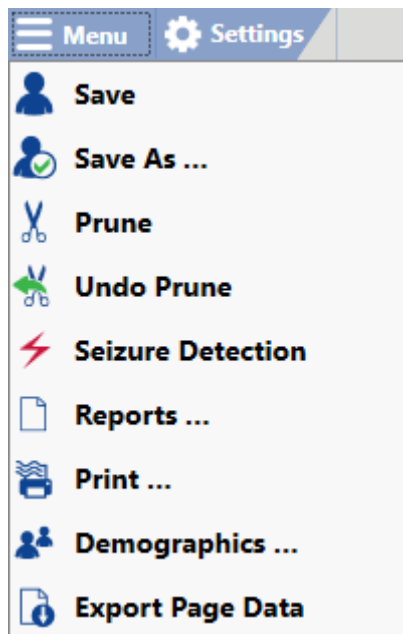 Menu Settings
Save
Save As ...
Prune
Undo Prune
Seizure Detection
Reports ...
Print ...
Demographics ...
Export Page Data